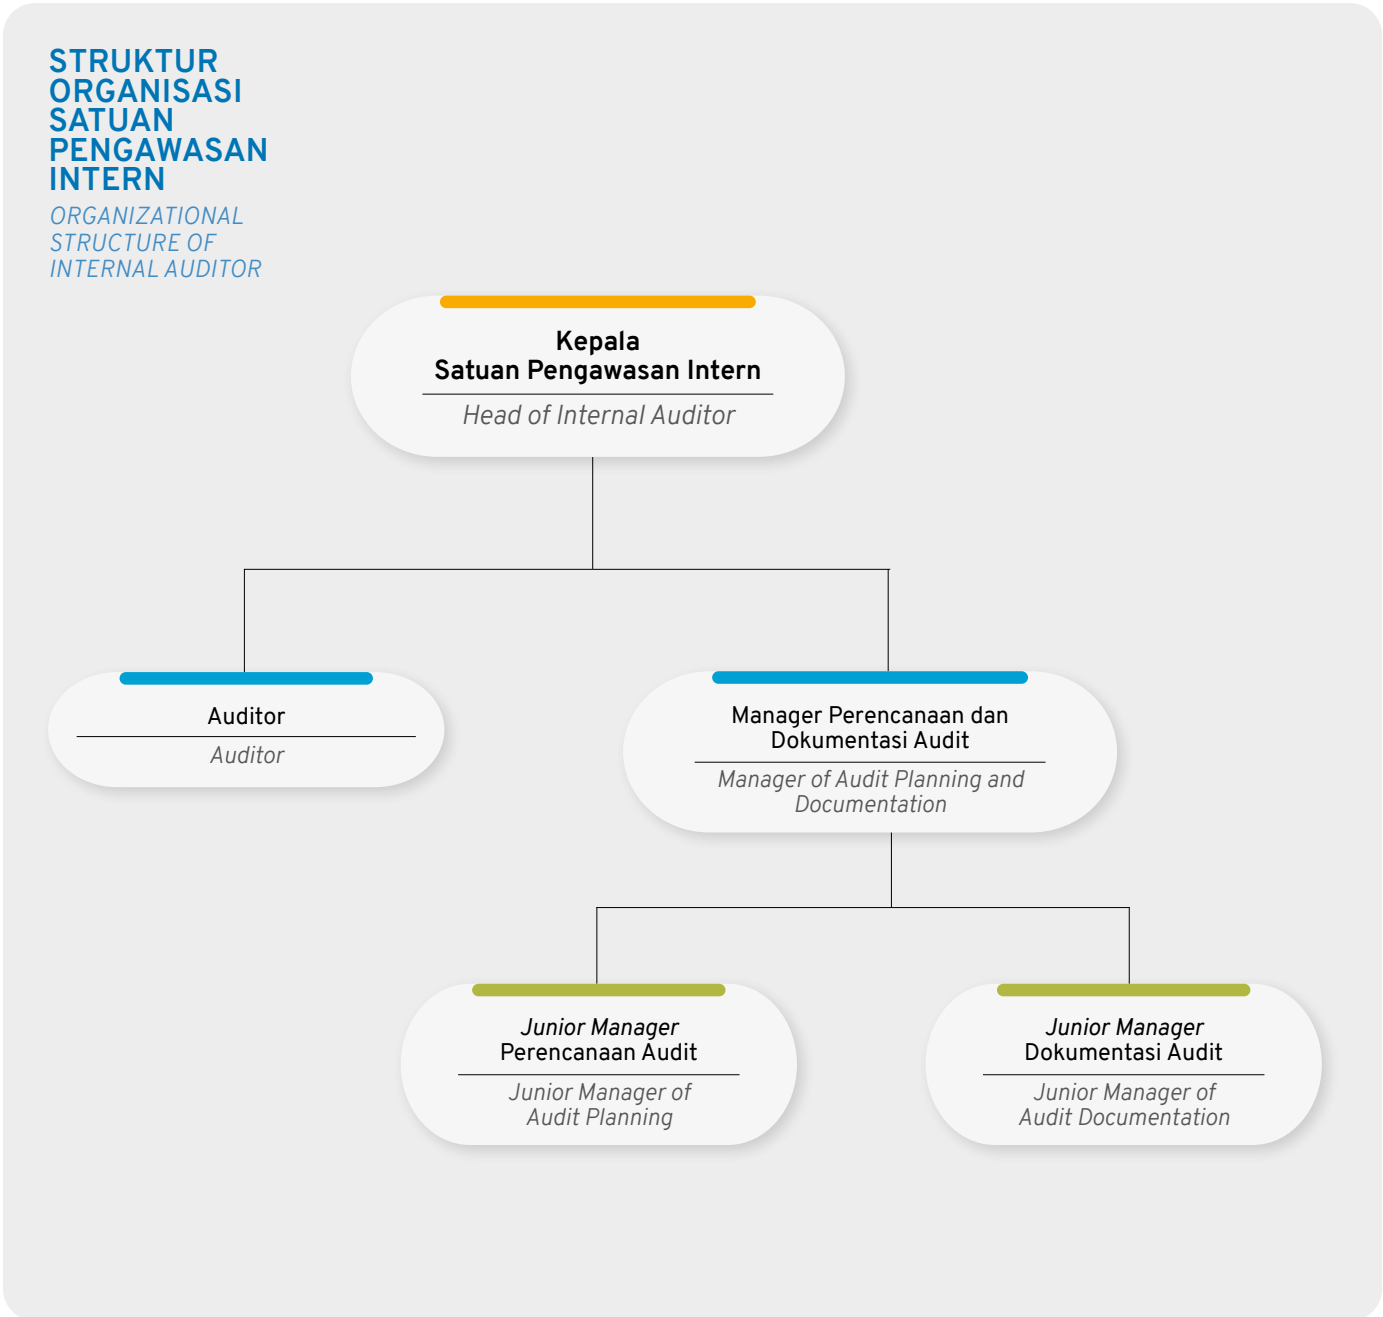 STRUKTUR
ORGANISASI
SATUAN
PENGAWASAN
INTERN
ORGANIZATIONAL
STRUCTURE OF
INTERNAL AUDITOR
Kepala
Satuan Pengawasan Intern
Head of Internal Auditor
Auditor
Auditor
Manager Perencanaan dan
Dokumentasi Audit
Manager of Audit Planning and
Documentation
Junior Manager
Perencanaan Audit
Junior Manager of
Audit Planning
Junior Manager
Dokumentasi Audit
Junior Manager of
Audit Documentation